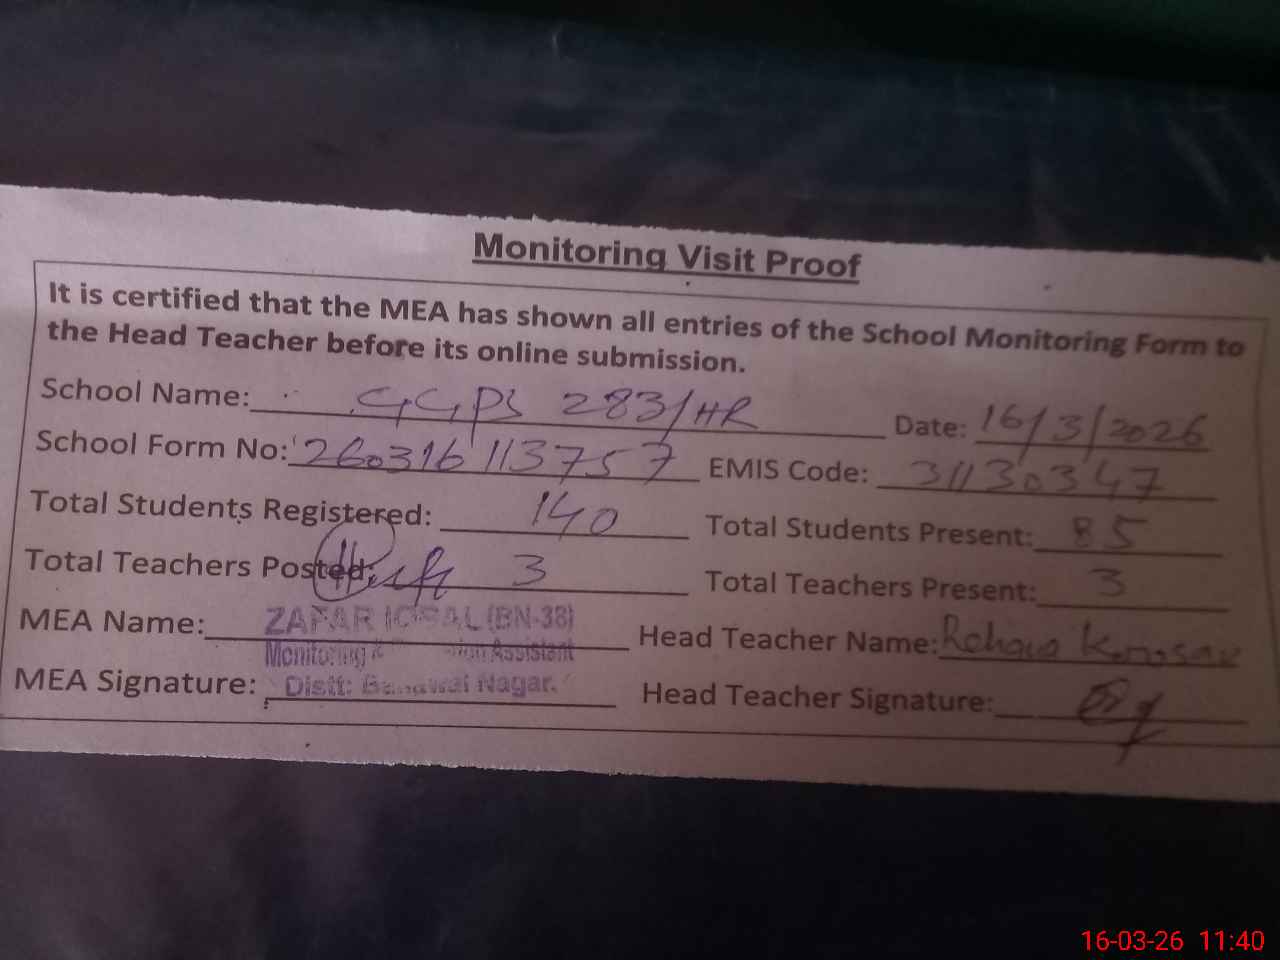 Monitoring Visit Proof
It is certified that the MEA has shown all entries of the School Monitoring Form to
the Head Teacher before its online submission.
School Name: GGPS 283/HR Date: 16/3/2026
School Form No: 260316113757 EMIS Code: 31130347
Total Students Registered: 140 Total Students Present: 85
Total Teachers Posted: 3 Total Teachers Present: 3
MEA Name: ZAFAR IQBAL (BN-38) Head Teacher Name:
Monitoring & Assistant
MEA Signature: Distt: Nagar. Head Teacher Signature:
16-03-26 11:40